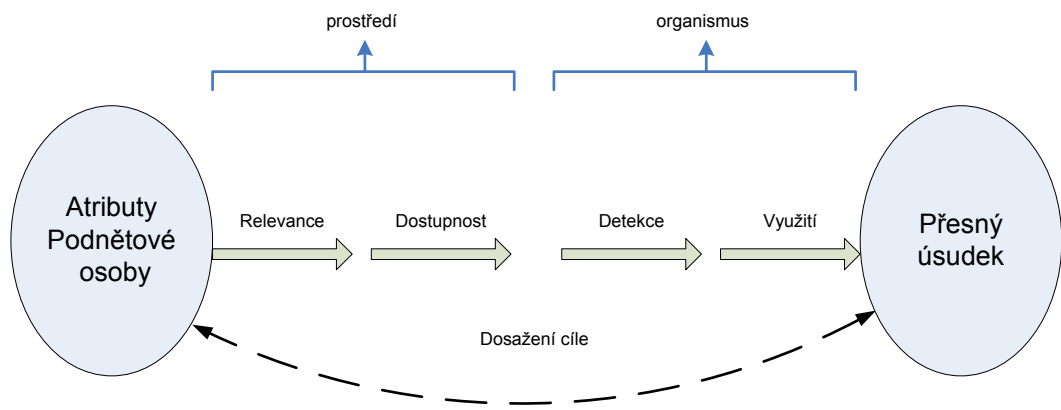 prostředí
organismus
Atributy
Podnětové
osoby
Relevance
Dostupnost
Detekce
Využití
Přesný
úsudek
Dosažení cíle